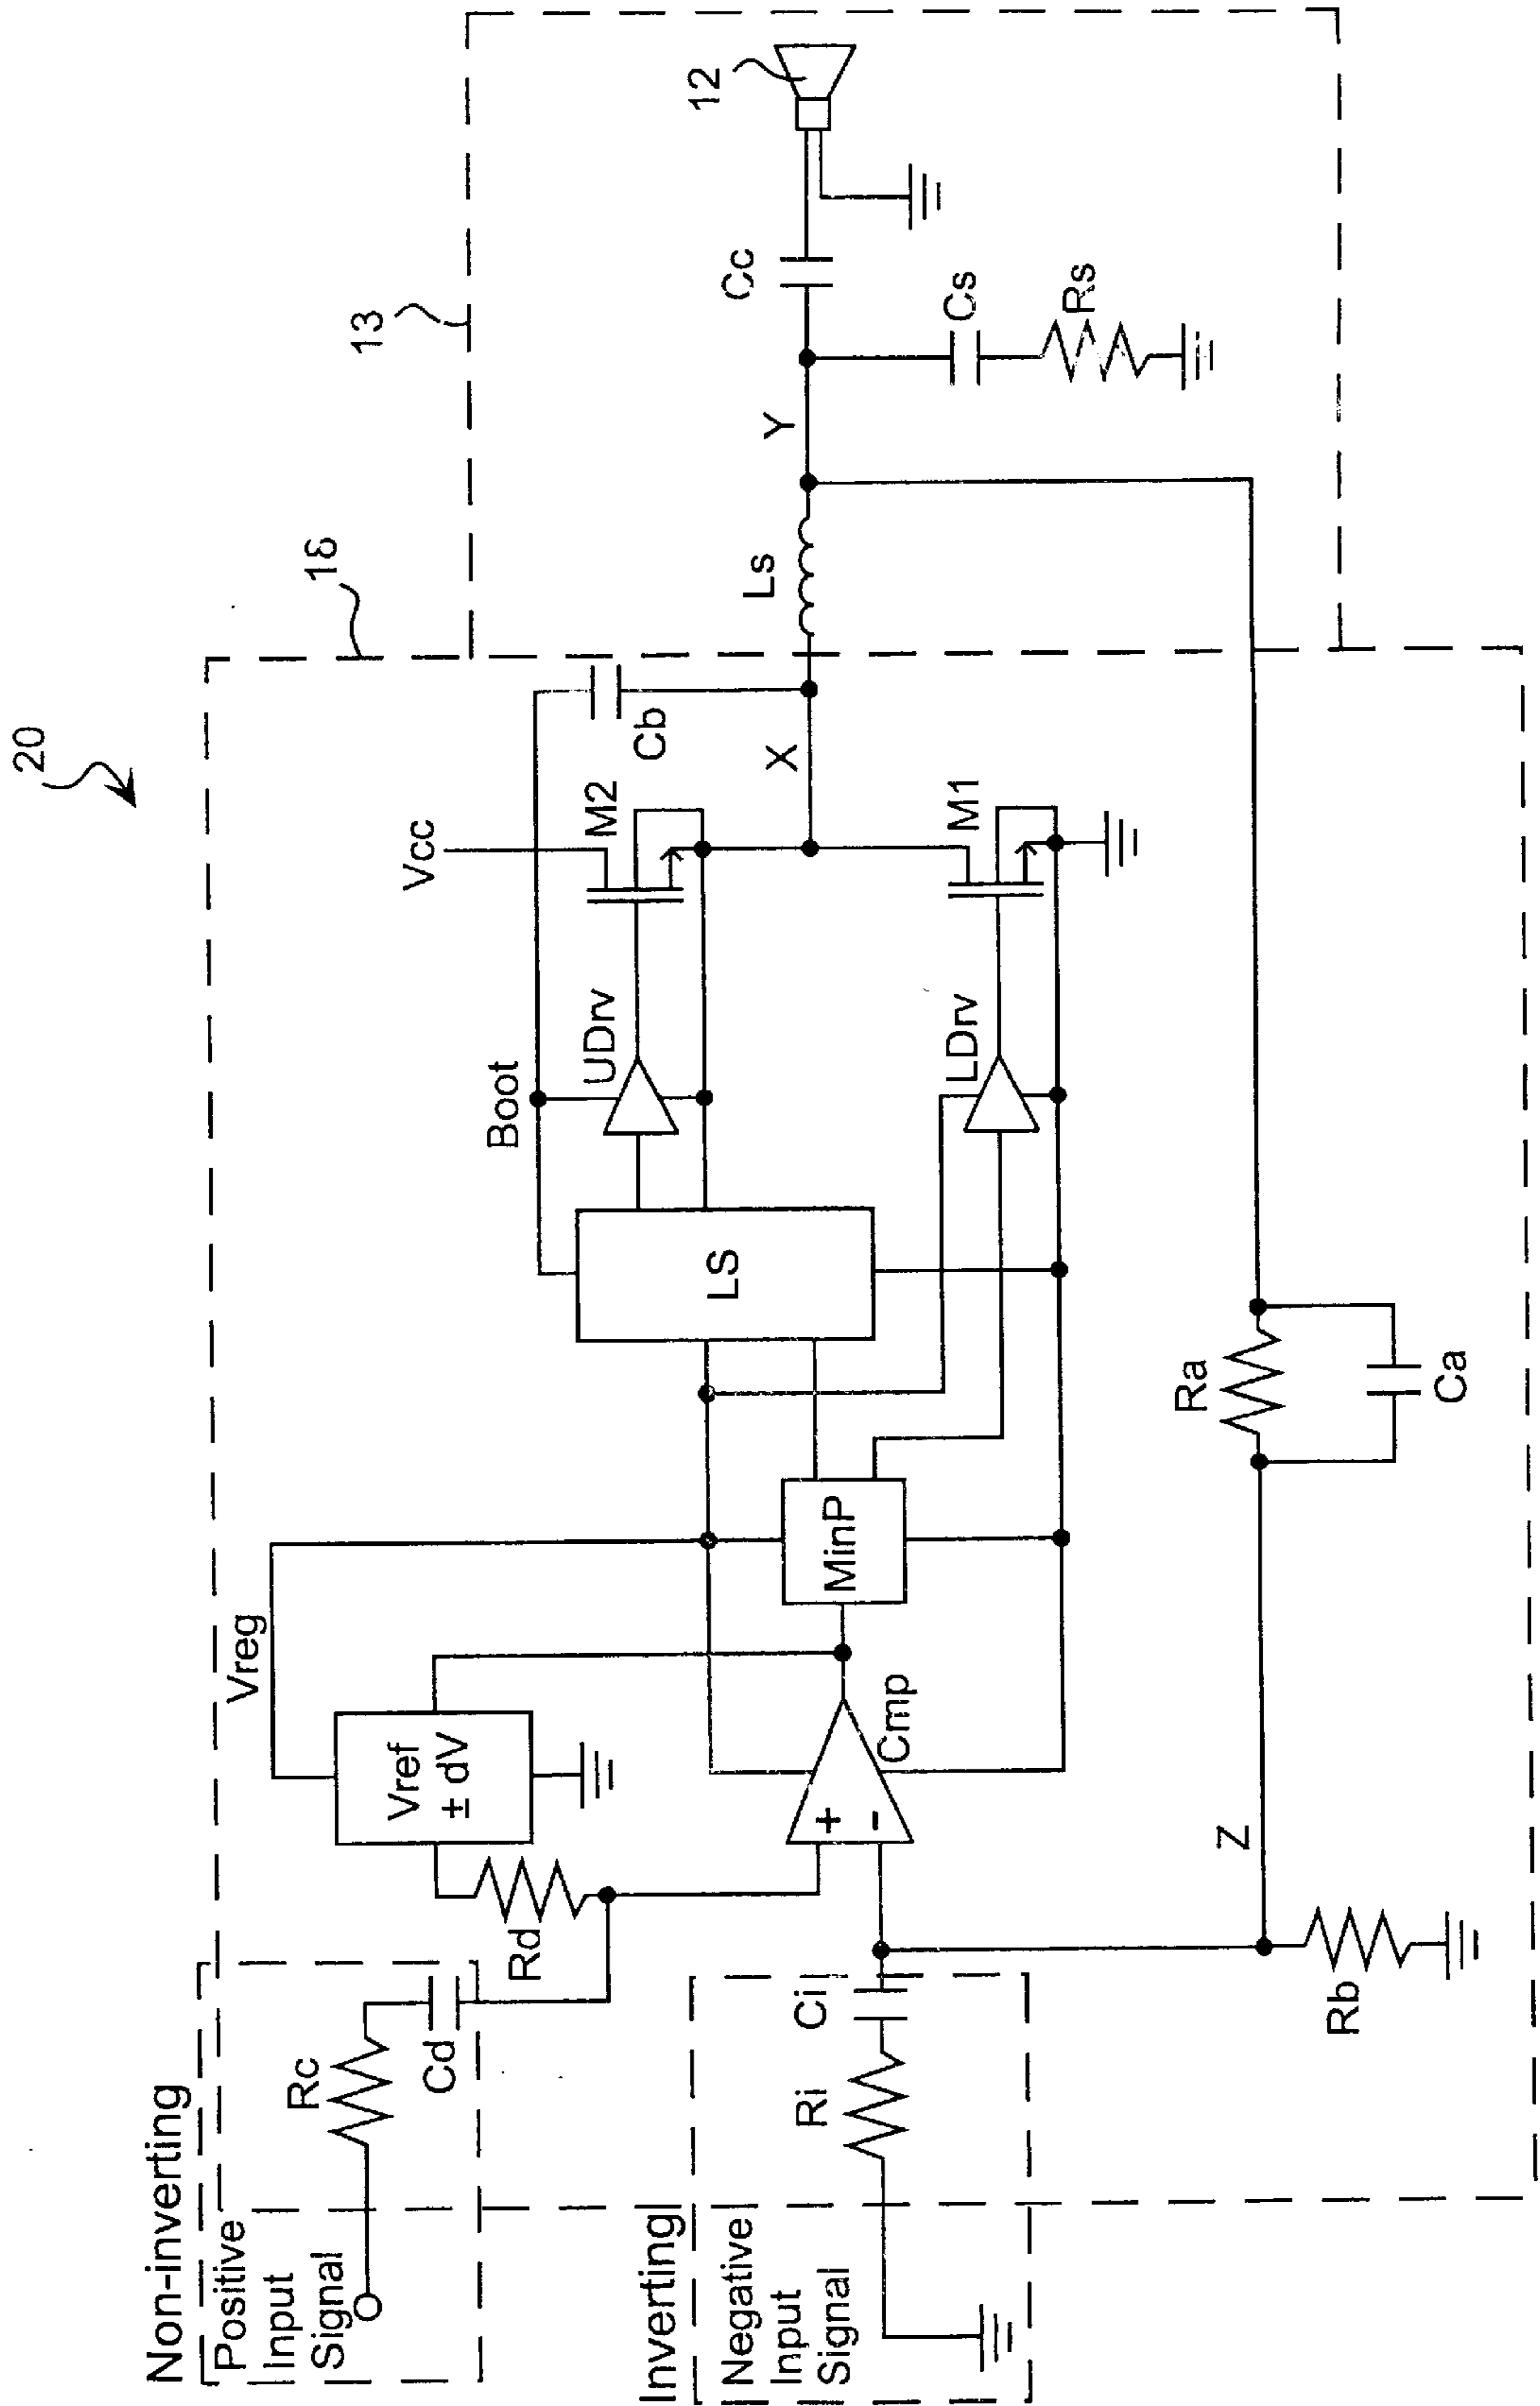 20
Non-inverting
Positive
Input
Signal
Rc
Cd
Rd
Vref
± dV
Vreg
Inverting
Negative
Input
Signal
Ri
Ci
+
-
Cmp
MinP
LS
Boot
UDrv
LDrv
Vcc
M2
M1
Cb
X
16
13
Ls
Y
Cc
Cs
Rs
12
Z
Rb
Ra
Ca